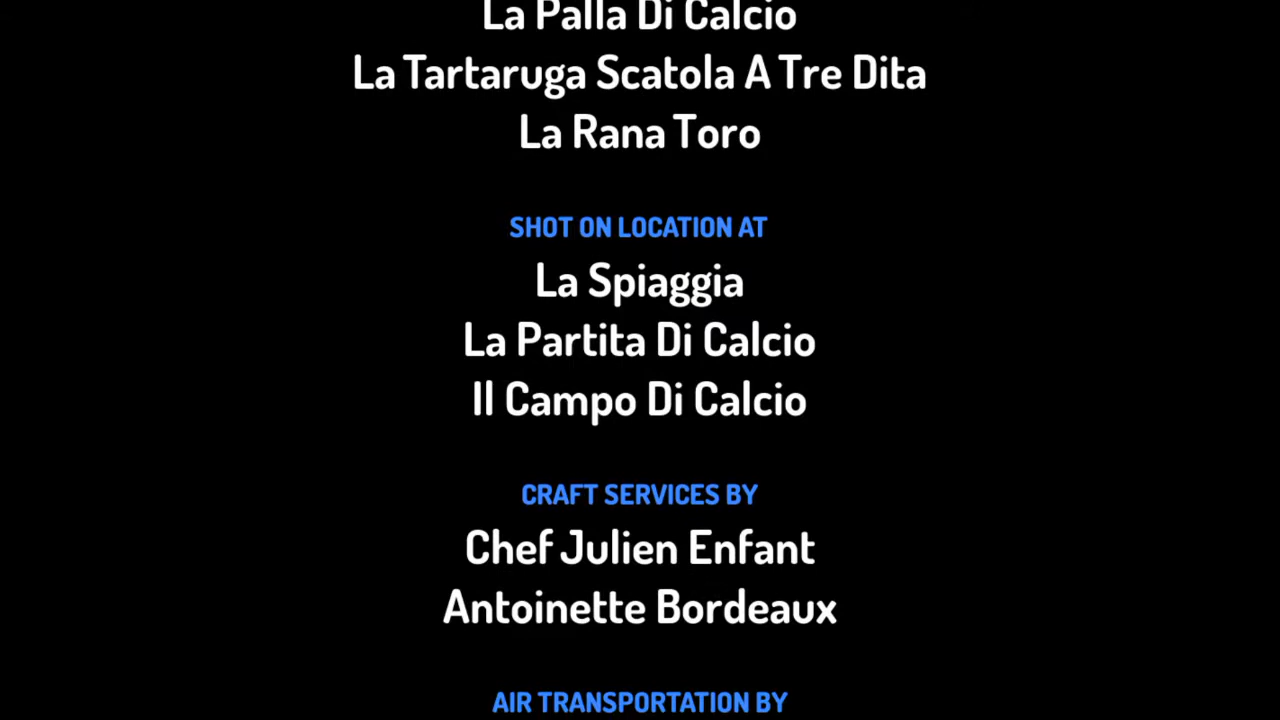 La Palla Di Calcio
La Tartaruga Scatola A Tre Dita
La Rana Toro
SHOT ON LOCATION AT
La Spiaggia
La Partita Di Calcio
Il Campo Di Calcio
CRAFT SERVICES BY
Chef Julien Enfant
Antoinette Bordeaux
AIR TRANSPORTATION BY